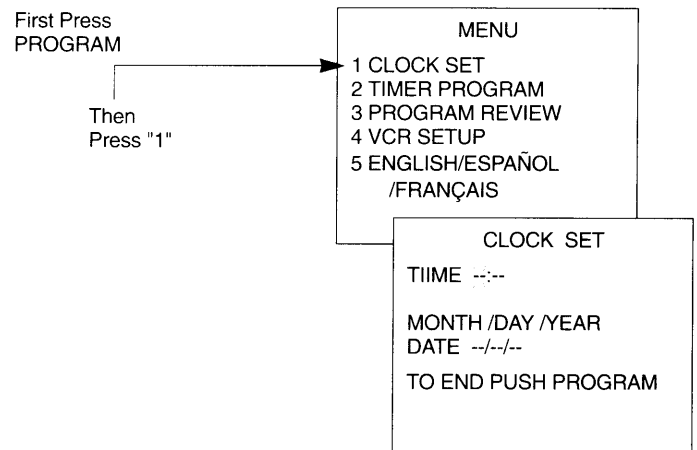 First Press
PROGRAM
Then
Press "1"
MENU
1 CLOCK SET
2 TIMER PROGRAM
3 PROGRAM REVIEW
4 VCR SETUP
5 ENGLISH/ESPAÑOL
/FRANÇAIS
CLOCK SET
TIIME --:--
MONTH /DAY /YEAR
DATE --/--/--
TO END PUSH PROGRAM